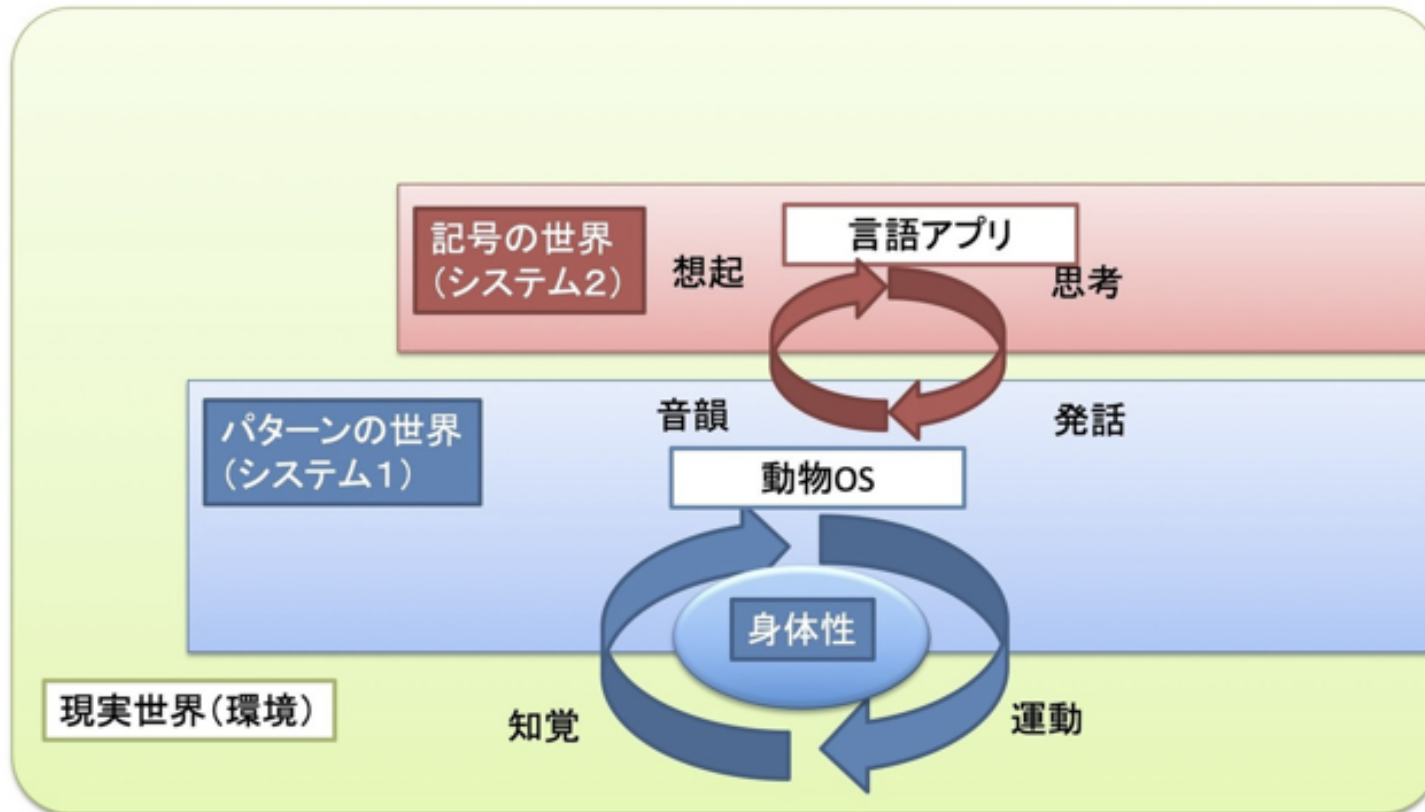 記号の世界
（システム２）
想起
言語アプリ
思考
パターンの世界
（システム１）
音韻
発話
動物OS
身体性
現実世界（環境）
知覚
運動